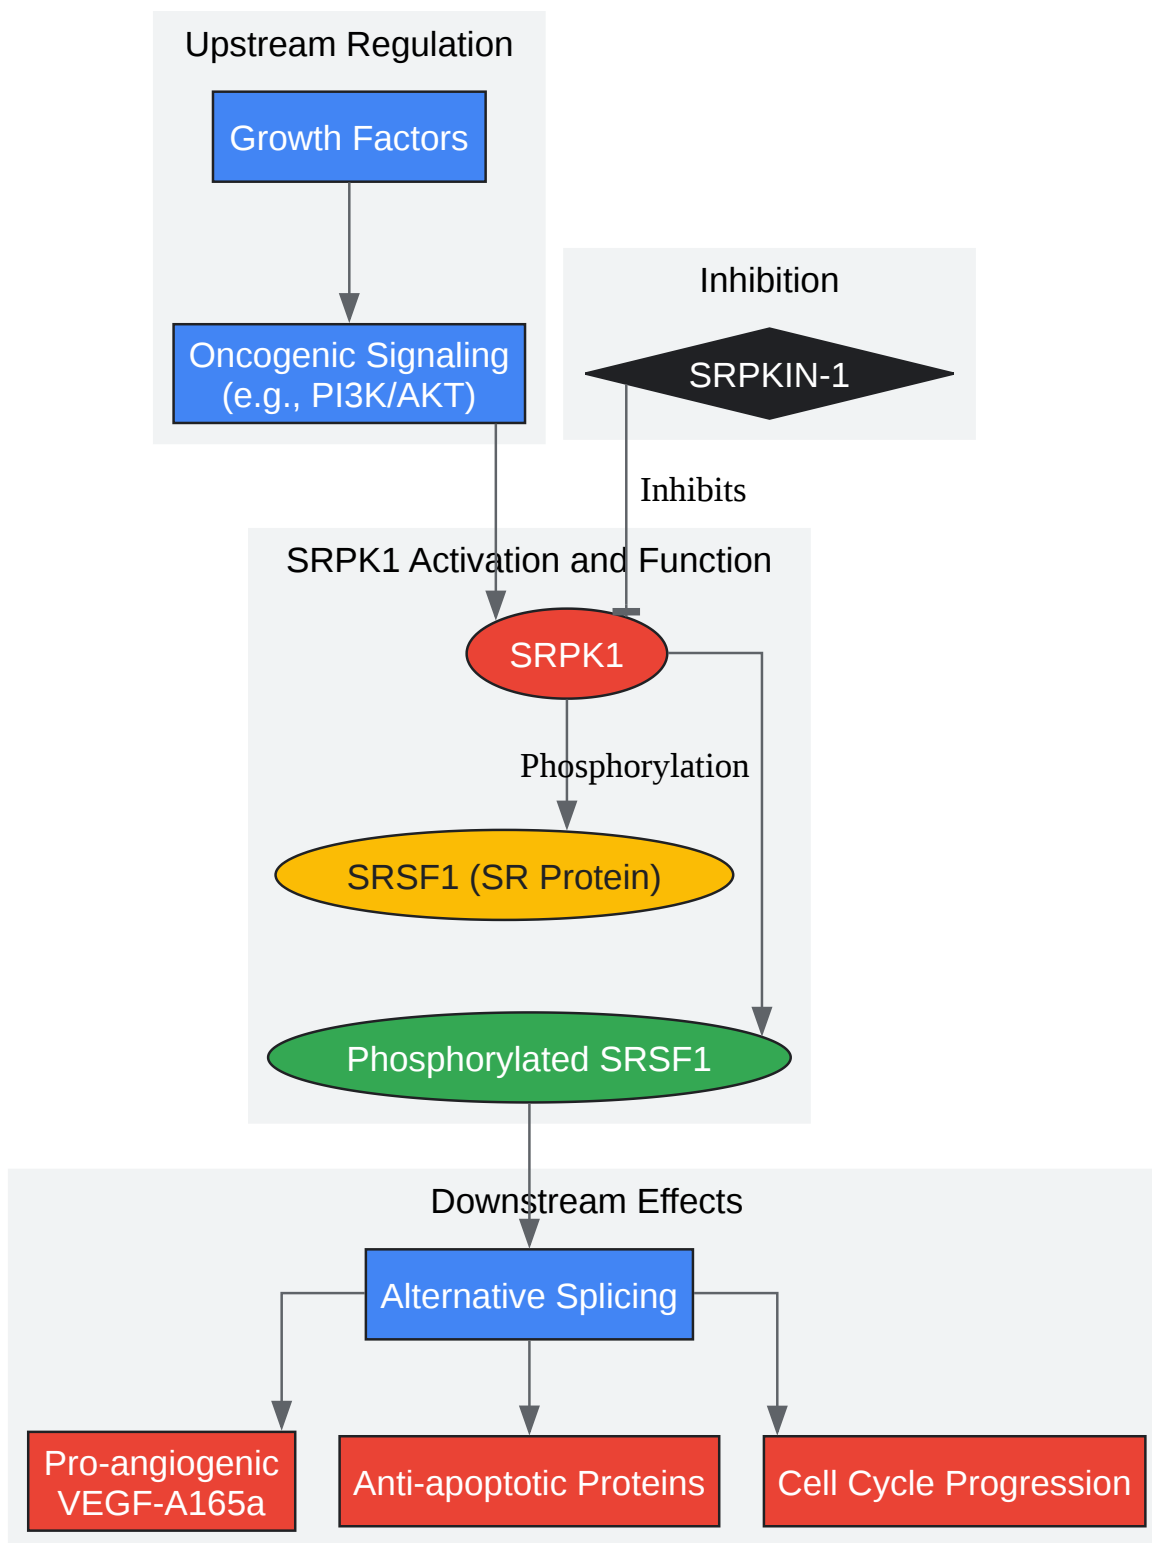 Upstream Regulation
Growth Factors
Oncogenic Signaling
(e.g., PI3K/AKT)
Inhibition
SRPKIN-1
Inhibits
SRPK1 Activation and Function
SRPK1
Phosphorylation
SRSF1 (SR Protein)
Phosphorylated SRSF1
Downstream Effects
Alternative Splicing
Pro-angiogenic
VEGF-A165a
Anti-apoptotic Proteins
Cell Cycle Progression